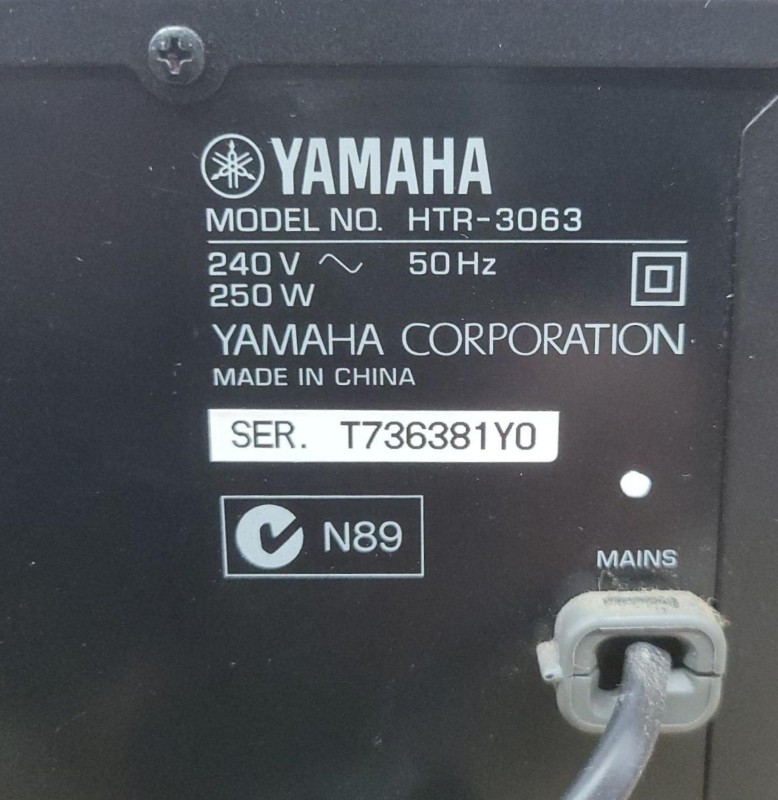 YAMAHA
MODEL NO. HTR-3063
240 V ~ 50 Hz
250 W
YAMAHA CORPORATION
MADE IN CHINA
SER. T736381Y0
N89
MAINS